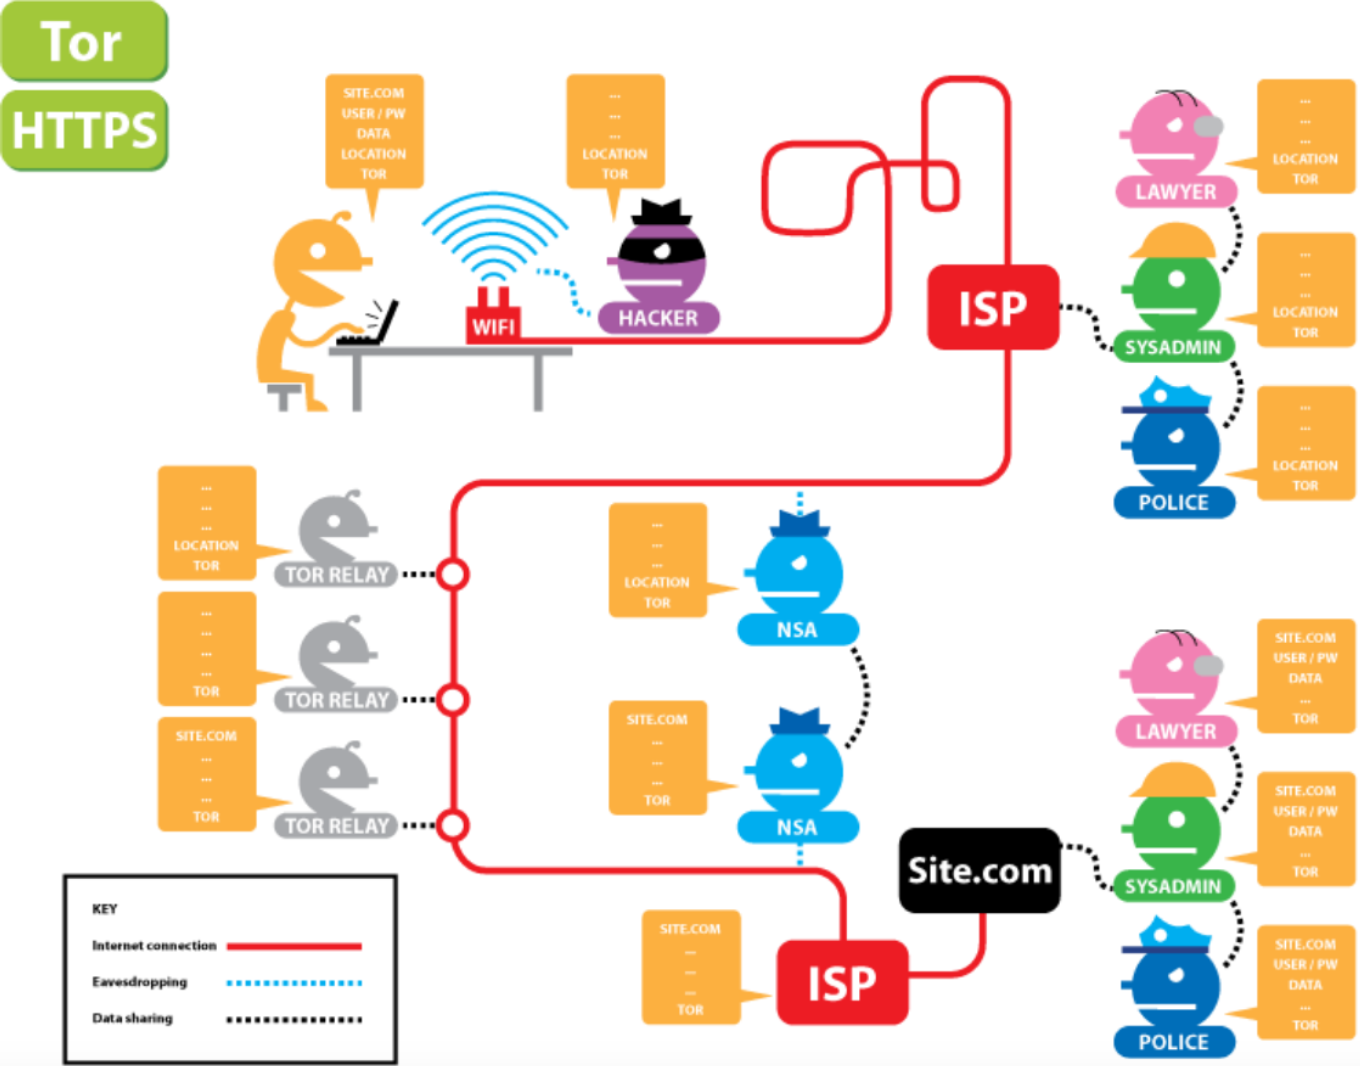 Tor
HTTPS
SITE.COM
USER / PW
DATA
LOCATION
TOR
...
...
...
LOCATION
TOR
WIFI
HACKER
ISP
...
...
...
LOCATION
TOR
LAWYER
...
...
...
LOCATION
TOR
SYSADMIN
...
...
...
LOCATION
TOR
POLICE
...
...
...
LOCATION
TOR
TOR RELAY
...
...
...
...
TOR
TOR RELAY
SITE.COM
...
...
...
TOR
TOR RELAY
...
...
...
LOCATION
TOR
NSA
SITE.COM
...
...
...
TOR
NSA
SITE.COM
USER / PW
DATA
...
TOR
LAWYER
SITE.COM
USER / PW
DATA
...
TOR
SYSADMIN
SITE.COM
USER / PW
DATA
...
TOR
POLICE
Site.com
SITE.COM
...
...
...
TOR
ISP
KEY
Internet connection
Eavesdropping
Data sharing